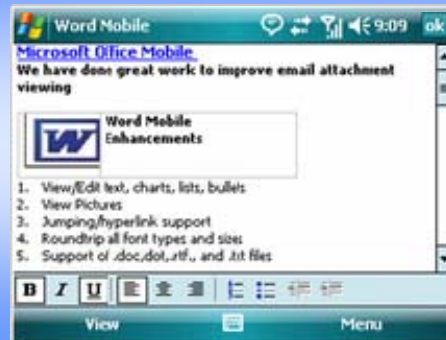 Word Mobile 9:09 ok
Microsoft Office Mobile
We have done great work to improve email attachment
viewing
W Word Mobile
Enhancements
1. View/Edit text, charts, lists, bullets
2. View Pictures
3. Jumping/hyperlink support
4. Roundtrip all font types and sizes
5. Support of .doc,dot,.rtf., and .txt files
B I U
View Menu